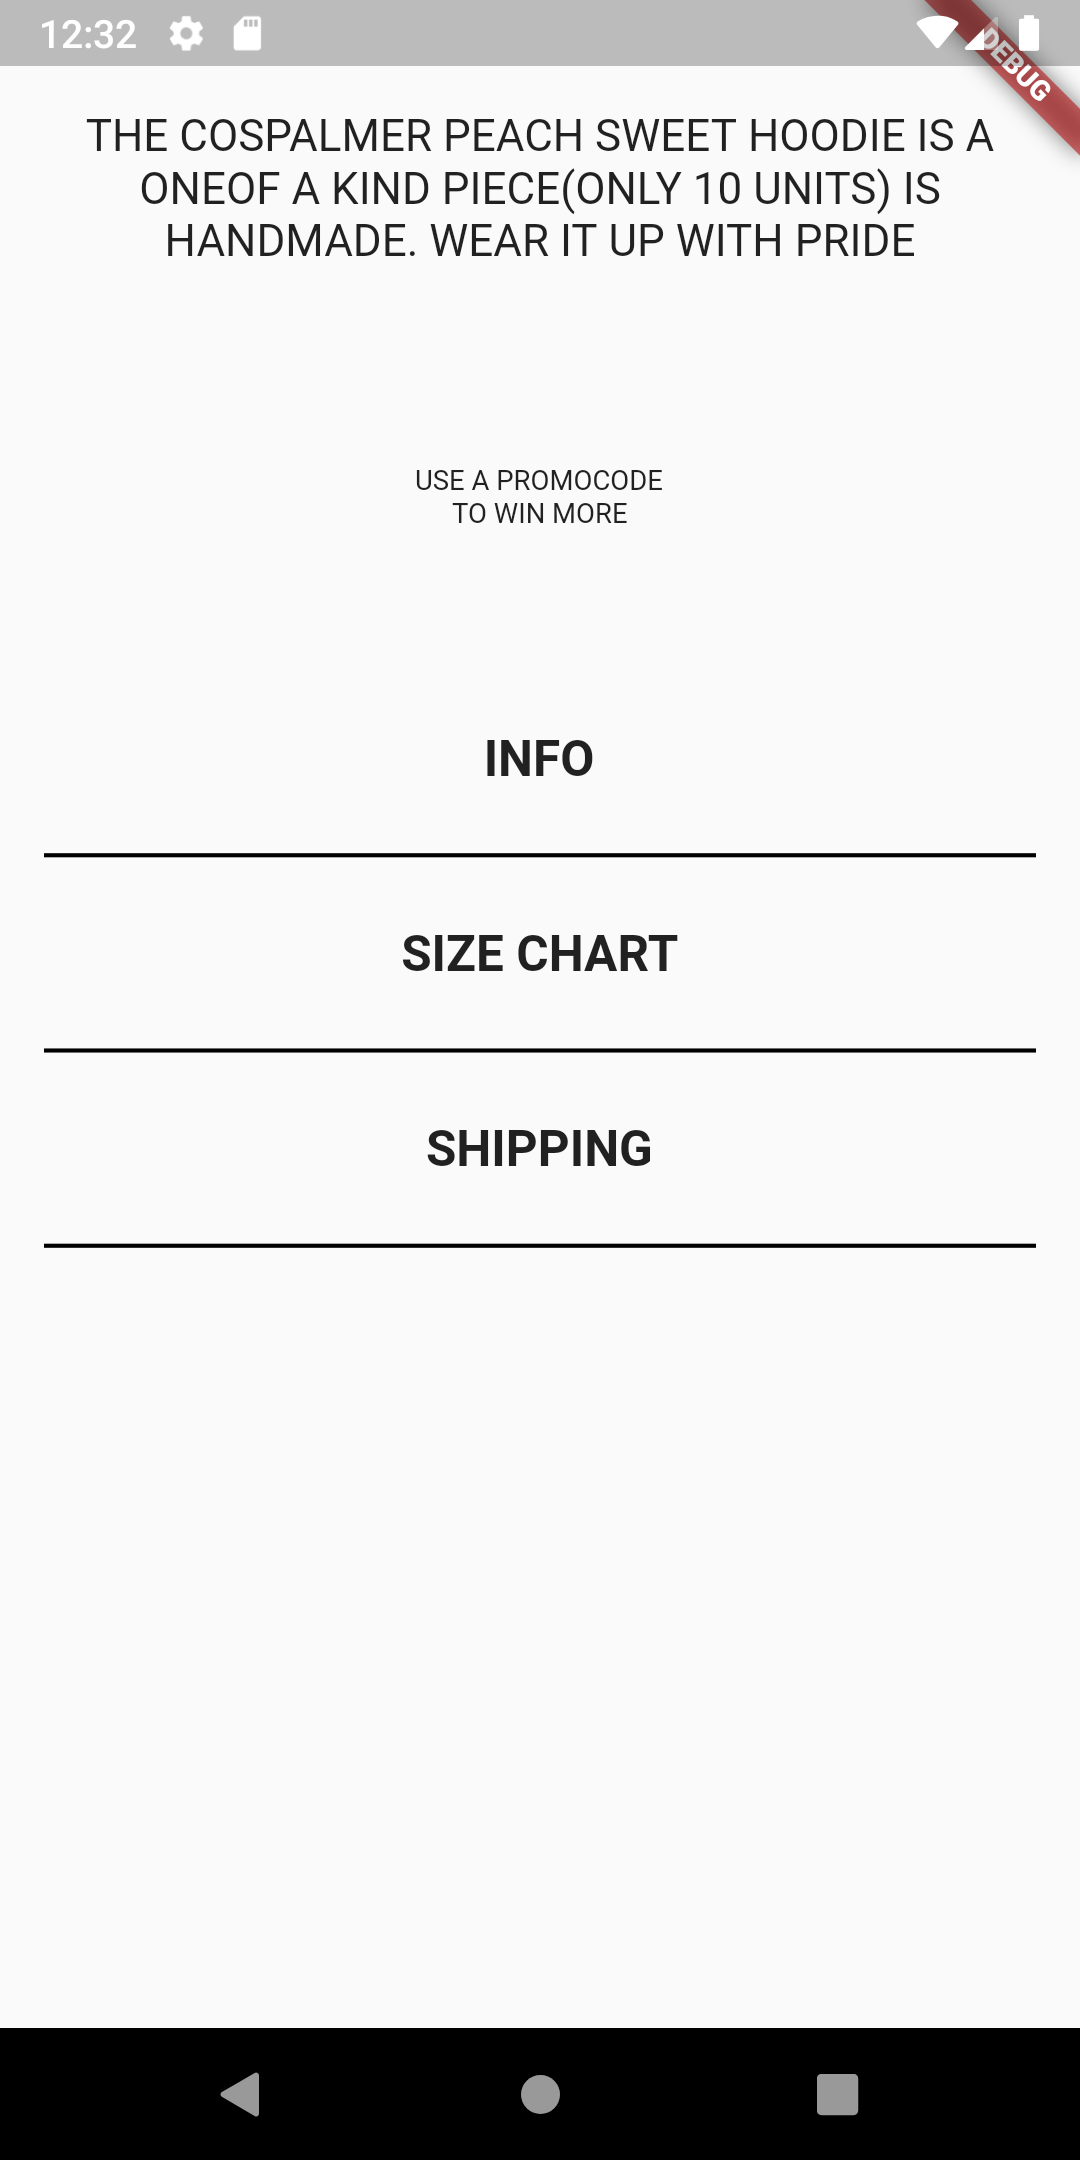 12:32
DEBUG
THE COSPALMER PEACH SWEET HOODIE IS A
ONEOF A KIND PIECE(ONLY 10 UNITS) IS
HANDMADE. WEAR IT UP WITH PRIDE
USE A PROMOCODE
TO WIN MORE
INFO
SIZE CHART
SHIPPING